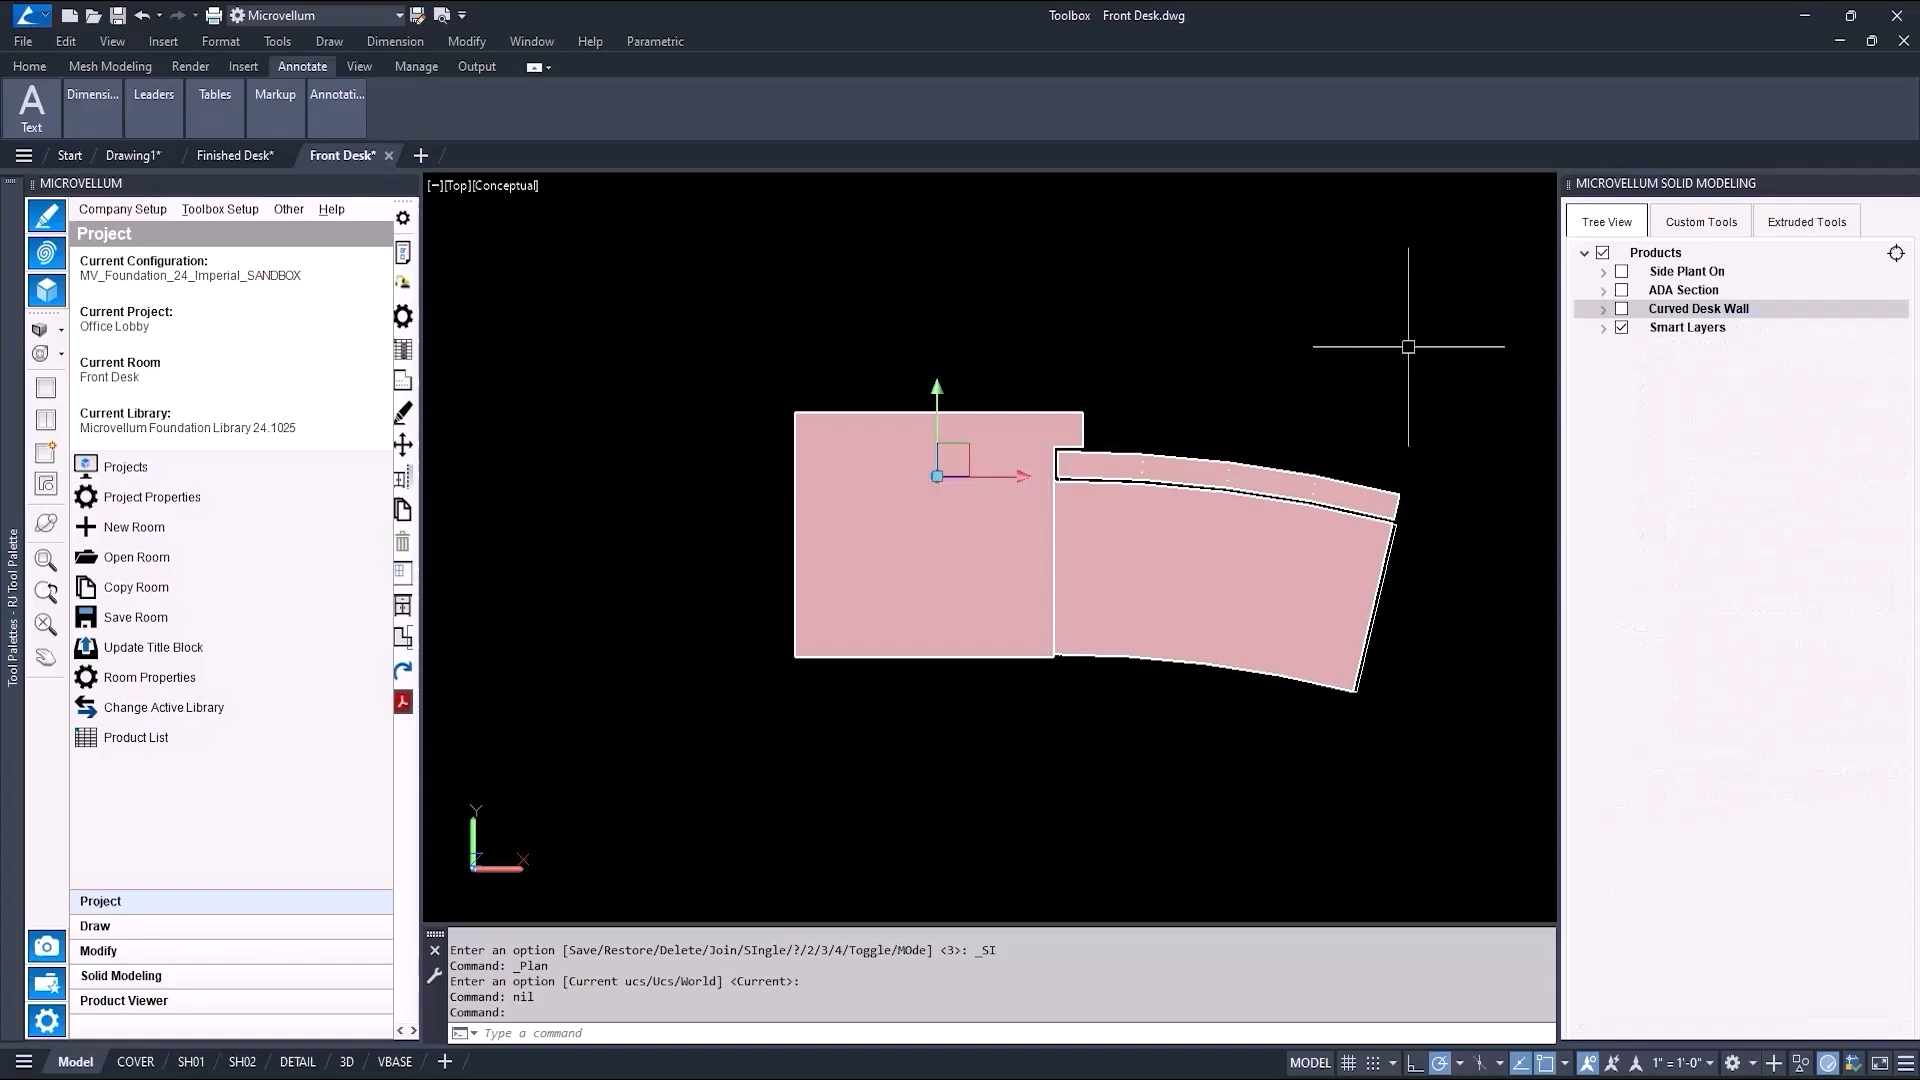 Microvellum
Toolbox Front Desk.dwg
File Edit View Insert Format Tools Draw Dimension Modify Window Help Parametric
Home Mesh Modeling Render Insert Annotate View Manage Output
A
Text
Dimensi... Leaders Tables Markup Annotati...
Start Drawing1* Finished Desk* Front Desk*
MICROVELLUM
Company Setup Toolbox Setup Other Help
Project
Current Configuration:
MV_Foundation_24_Imperial_SANDBOX
Current Project:
Office Lobby
Current Room
Front Desk
Current Library:
Microvellum Foundation Library 24.1025
Projects
Project Properties
New Room
Open Room
Copy Room
Save Room
Update Title Block
Room Properties
Change Active Library
Product List
Project
Draw
Modify
Solid Modeling
Product Viewer
Tool Palettes - RJ Tool Palette
[−][Top][Conceptual]
Y
X
Enter an option [Save/Restore/Delete/Join/SIngle/?/2/3/4/Toggle/MOde] <3>: _SI
Command: _Plan
Enter an option [Current ucs/Ucs/World] <Current>:
Command: nil
Command:
Type a command
MICROVELLUM SOLID MODELING
Tree View Custom Tools Extruded Tools
Products
Side Plant On
ADA Section
Curved Desk Wall
Smart Layers
Model COVER SH01 SH02 DETAIL 3D VBASE
MODEL
1" = 1'-0"